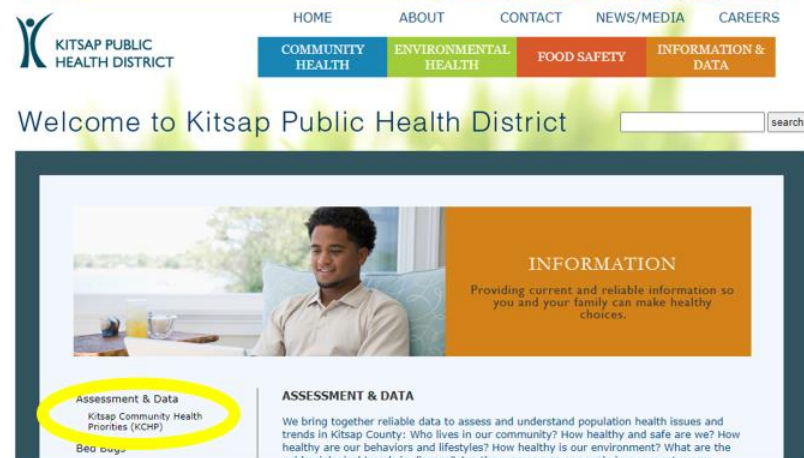 HOME ABOUT CONTACT NEWS/MEDIA CAREERS
KITSAP PUBLIC
HEALTH DISTRICT
COMMUNITY
HEALTH
ENVIRONMENTAL
HEALTH
FOOD SAFETY
INFORMATION &
DATA
Welcome to Kitsap Public Health District
search
INFORMATION
Providing current and reliable information so
you and your family can make healthy
choices.
Assessment & Data
Kitsap Community Health
Priorities (KCHP)
Bed Bugs
ASSESSMENT & DATA
We bring together reliable data to assess and understand population health issues and
trends in Kitsap County: Who lives in our community? How healthy and safe are we? How
healthy are our behaviors and lifestyles? How healthy is our environment? What are the